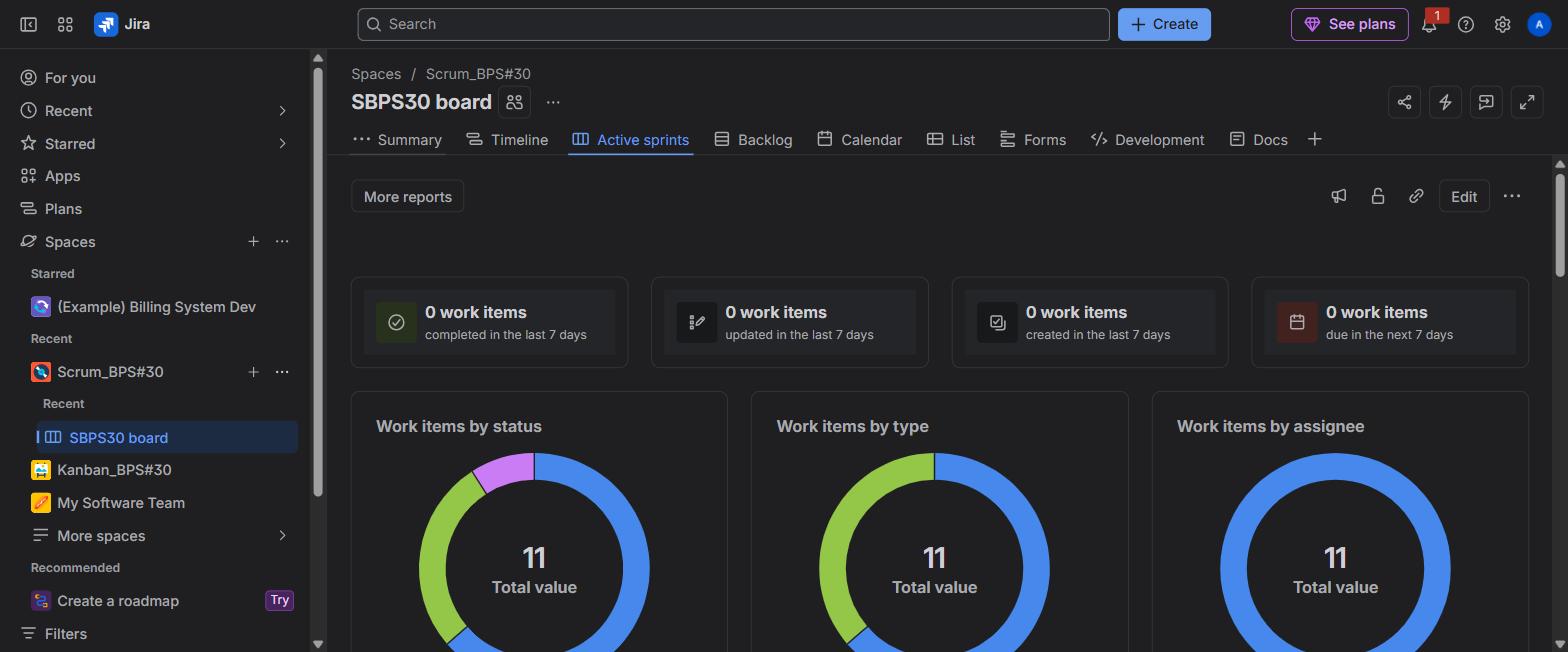 Jira
Search
Create
See plans
1
A
For you
Recent
Starred
Apps
Plans
Spaces
Starred
(Example) Billing System Dev
Recent
Scrum_BPS#30
Recent
SBPS30 board
Kanban_BPS#30
My Software Team
More spaces
Recommended
Create a roadmap
Try
Filters
Spaces / Scrum_BPS#30
SBPS30 board
Summary
Timeline
Active sprints
Backlog
Calendar
List
Forms
Development
Docs
More reports
Edit
0 work items
completed in the last 7 days
0 work items
updated in the last 7 days
0 work items
created in the last 7 days
0 work items
due in the next 7 days
Work items by status
11
Total value
Work items by type
11
Total value
Work items by assignee
11
Total value